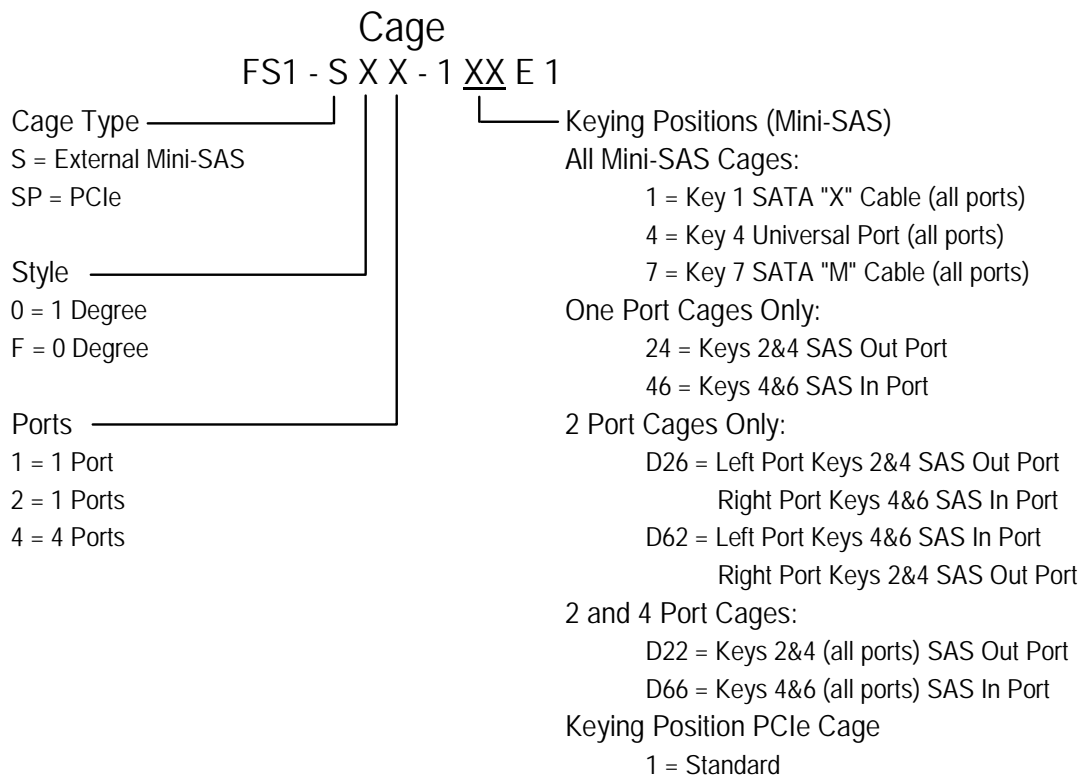 Cage
FS1 - S X X - 1 XX E 1
Cage Type
S = External Mini-SAS
SP = PCIe
Style
0 = 1 Degree
F = 0 Degree
Ports
1 = 1 Port
2 = 1 Ports
4 = 4 Ports
Keying Positions (Mini-SAS)
All Mini-SAS Cages:
1 = Key 1 SATA "X" Cable (all ports)
4 = Key 4 Universal Port (all ports)
7 = Key 7 SATA "M" Cable (all ports)
One Port Cages Only:
24 = Keys 2&4 SAS Out Port
46 = Keys 4&6 SAS In Port
2 Port Cages Only:
D26 = Left Port Keys 2&4 SAS Out Port
Right Port Keys 4&6 SAS In Port
D62 = Left Port Keys 4&6 SAS In Port
Right Port Keys 2&4 SAS Out Port
2 and 4 Port Cages:
D22 = Keys 2&4 (all ports) SAS Out Port
D66 = Keys 4&6 (all ports) SAS In Port
Keying Position PCIe Cage
1 = Standard